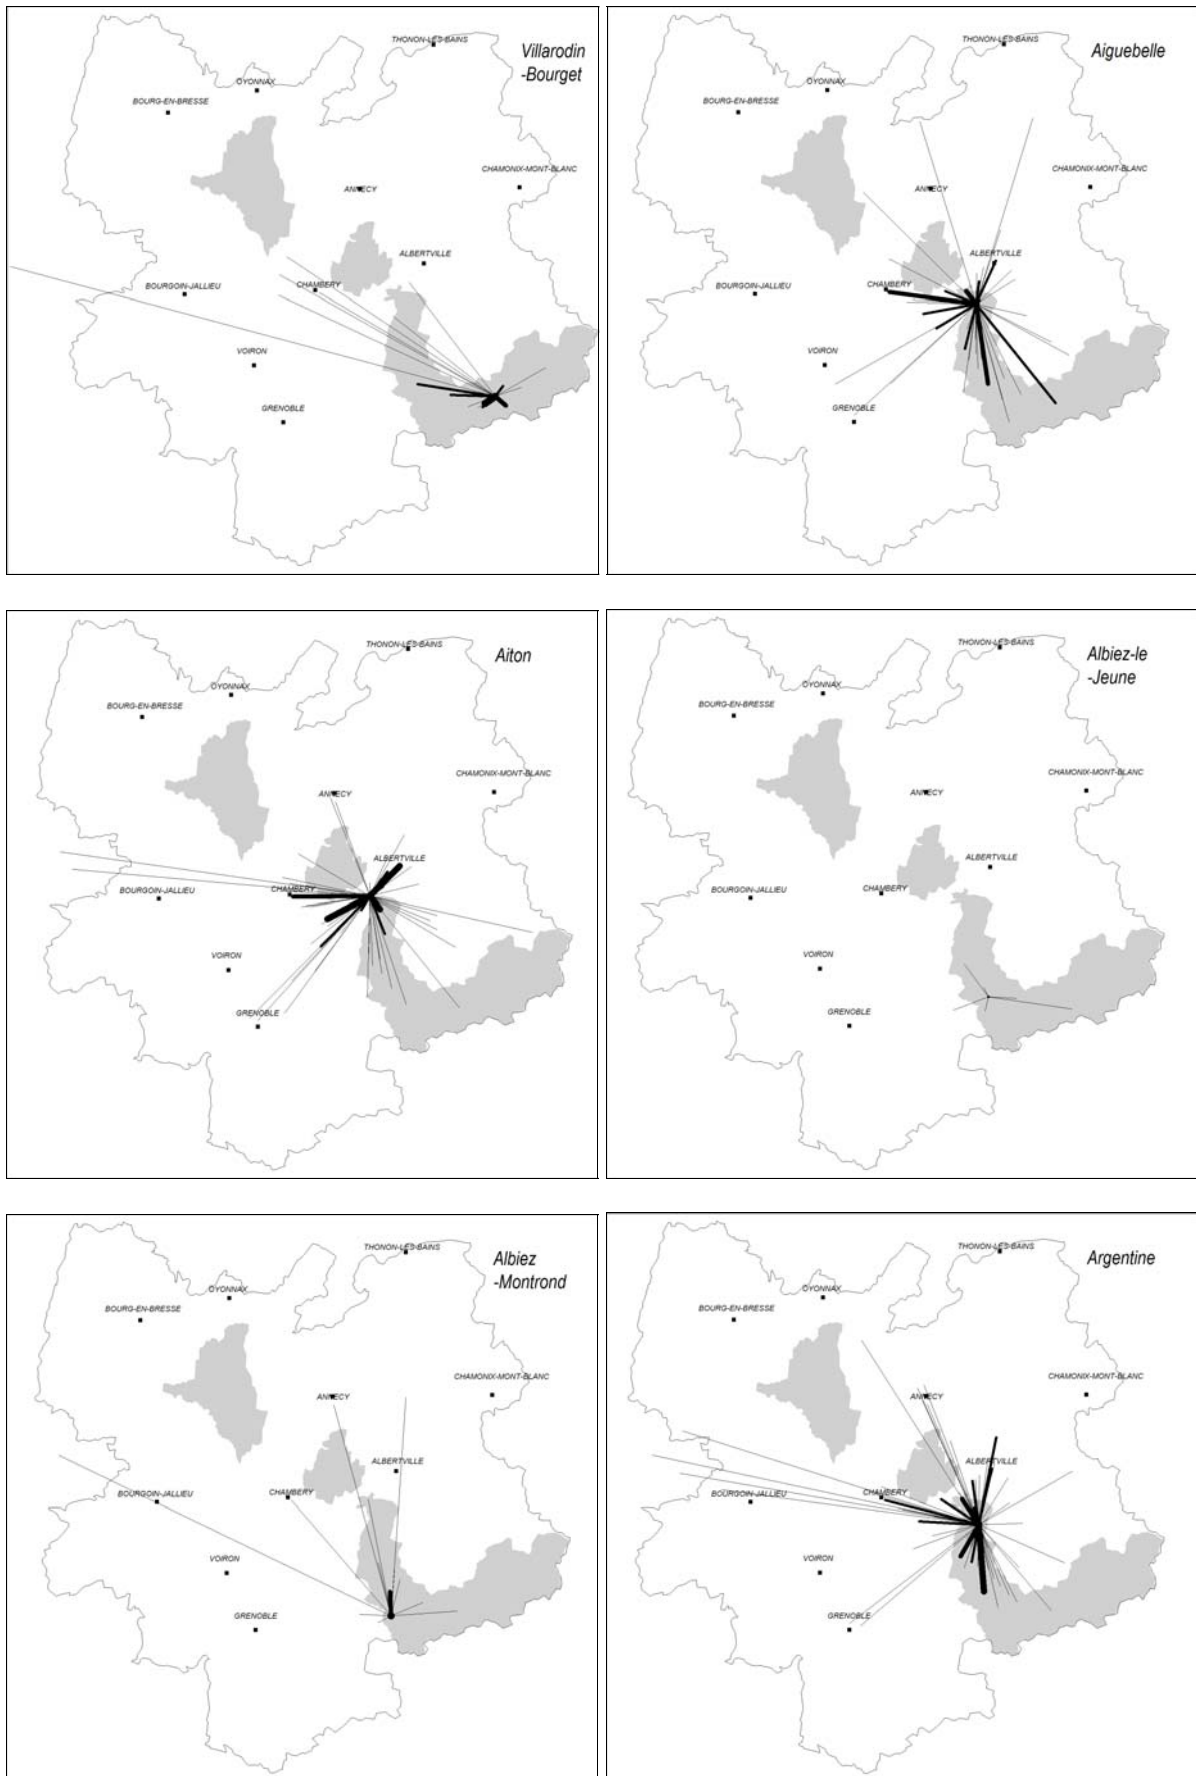 Villarodin
-Bourget
THONON-LES-BAINS
OYONNAX
BOURG-EN-BRESSE
CHAMONIX-MONT-BLANC
ANNECY
ALBERTVILLE
CHAMBERY
BOURGOIN-JALLIEU
VOIRON
GRENOBLE
Aiguebelle
THONON-LES-BAINS
OYONNAX
BOURG-EN-BRESSE
CHAMONIX-MONT-BLANC
ANNECY
ALBERTVILLE
CHAMBERY
BOURGOIN-JALLIEU
VOIRON
GRENOBLE
Aiton
THONON-LES-BAINS
OYONNAX
BOURG-EN-BRESSE
CHAMONIX-MONT-BLANC
ANNECY
ALBERTVILLE
CHAMBERY
BOURGOIN-JALLIEU
VOIRON
GRENOBLE
Albiez-le
-Jeune
THONON-LES-BAINS
OYONNAX
BOURG-EN-BRESSE
CHAMONIX-MONT-BLANC
ANNECY
ALBERTVILLE
CHAMBERY
BOURGOIN-JALLIEU
VOIRON
GRENOBLE
Albiez
-Montrond
THONON-LES-BAINS
OYONNAX
BOURG-EN-BRESSE
CHAMONIX-MONT-BLANC
ANNECY
ALBERTVILLE
CHAMBERY
BOURGOIN-JALLIEU
VOIRON
GRENOBLE
Argentine
THONON-LES-BAINS
OYONNAX
BOURG-EN-BRESSE
CHAMONIX-MONT-BLANC
ANNECY
ALBERTVILLE
CHAMBERY
BOURGOIN-JALLIEU
VOIRON
GRENOBLE